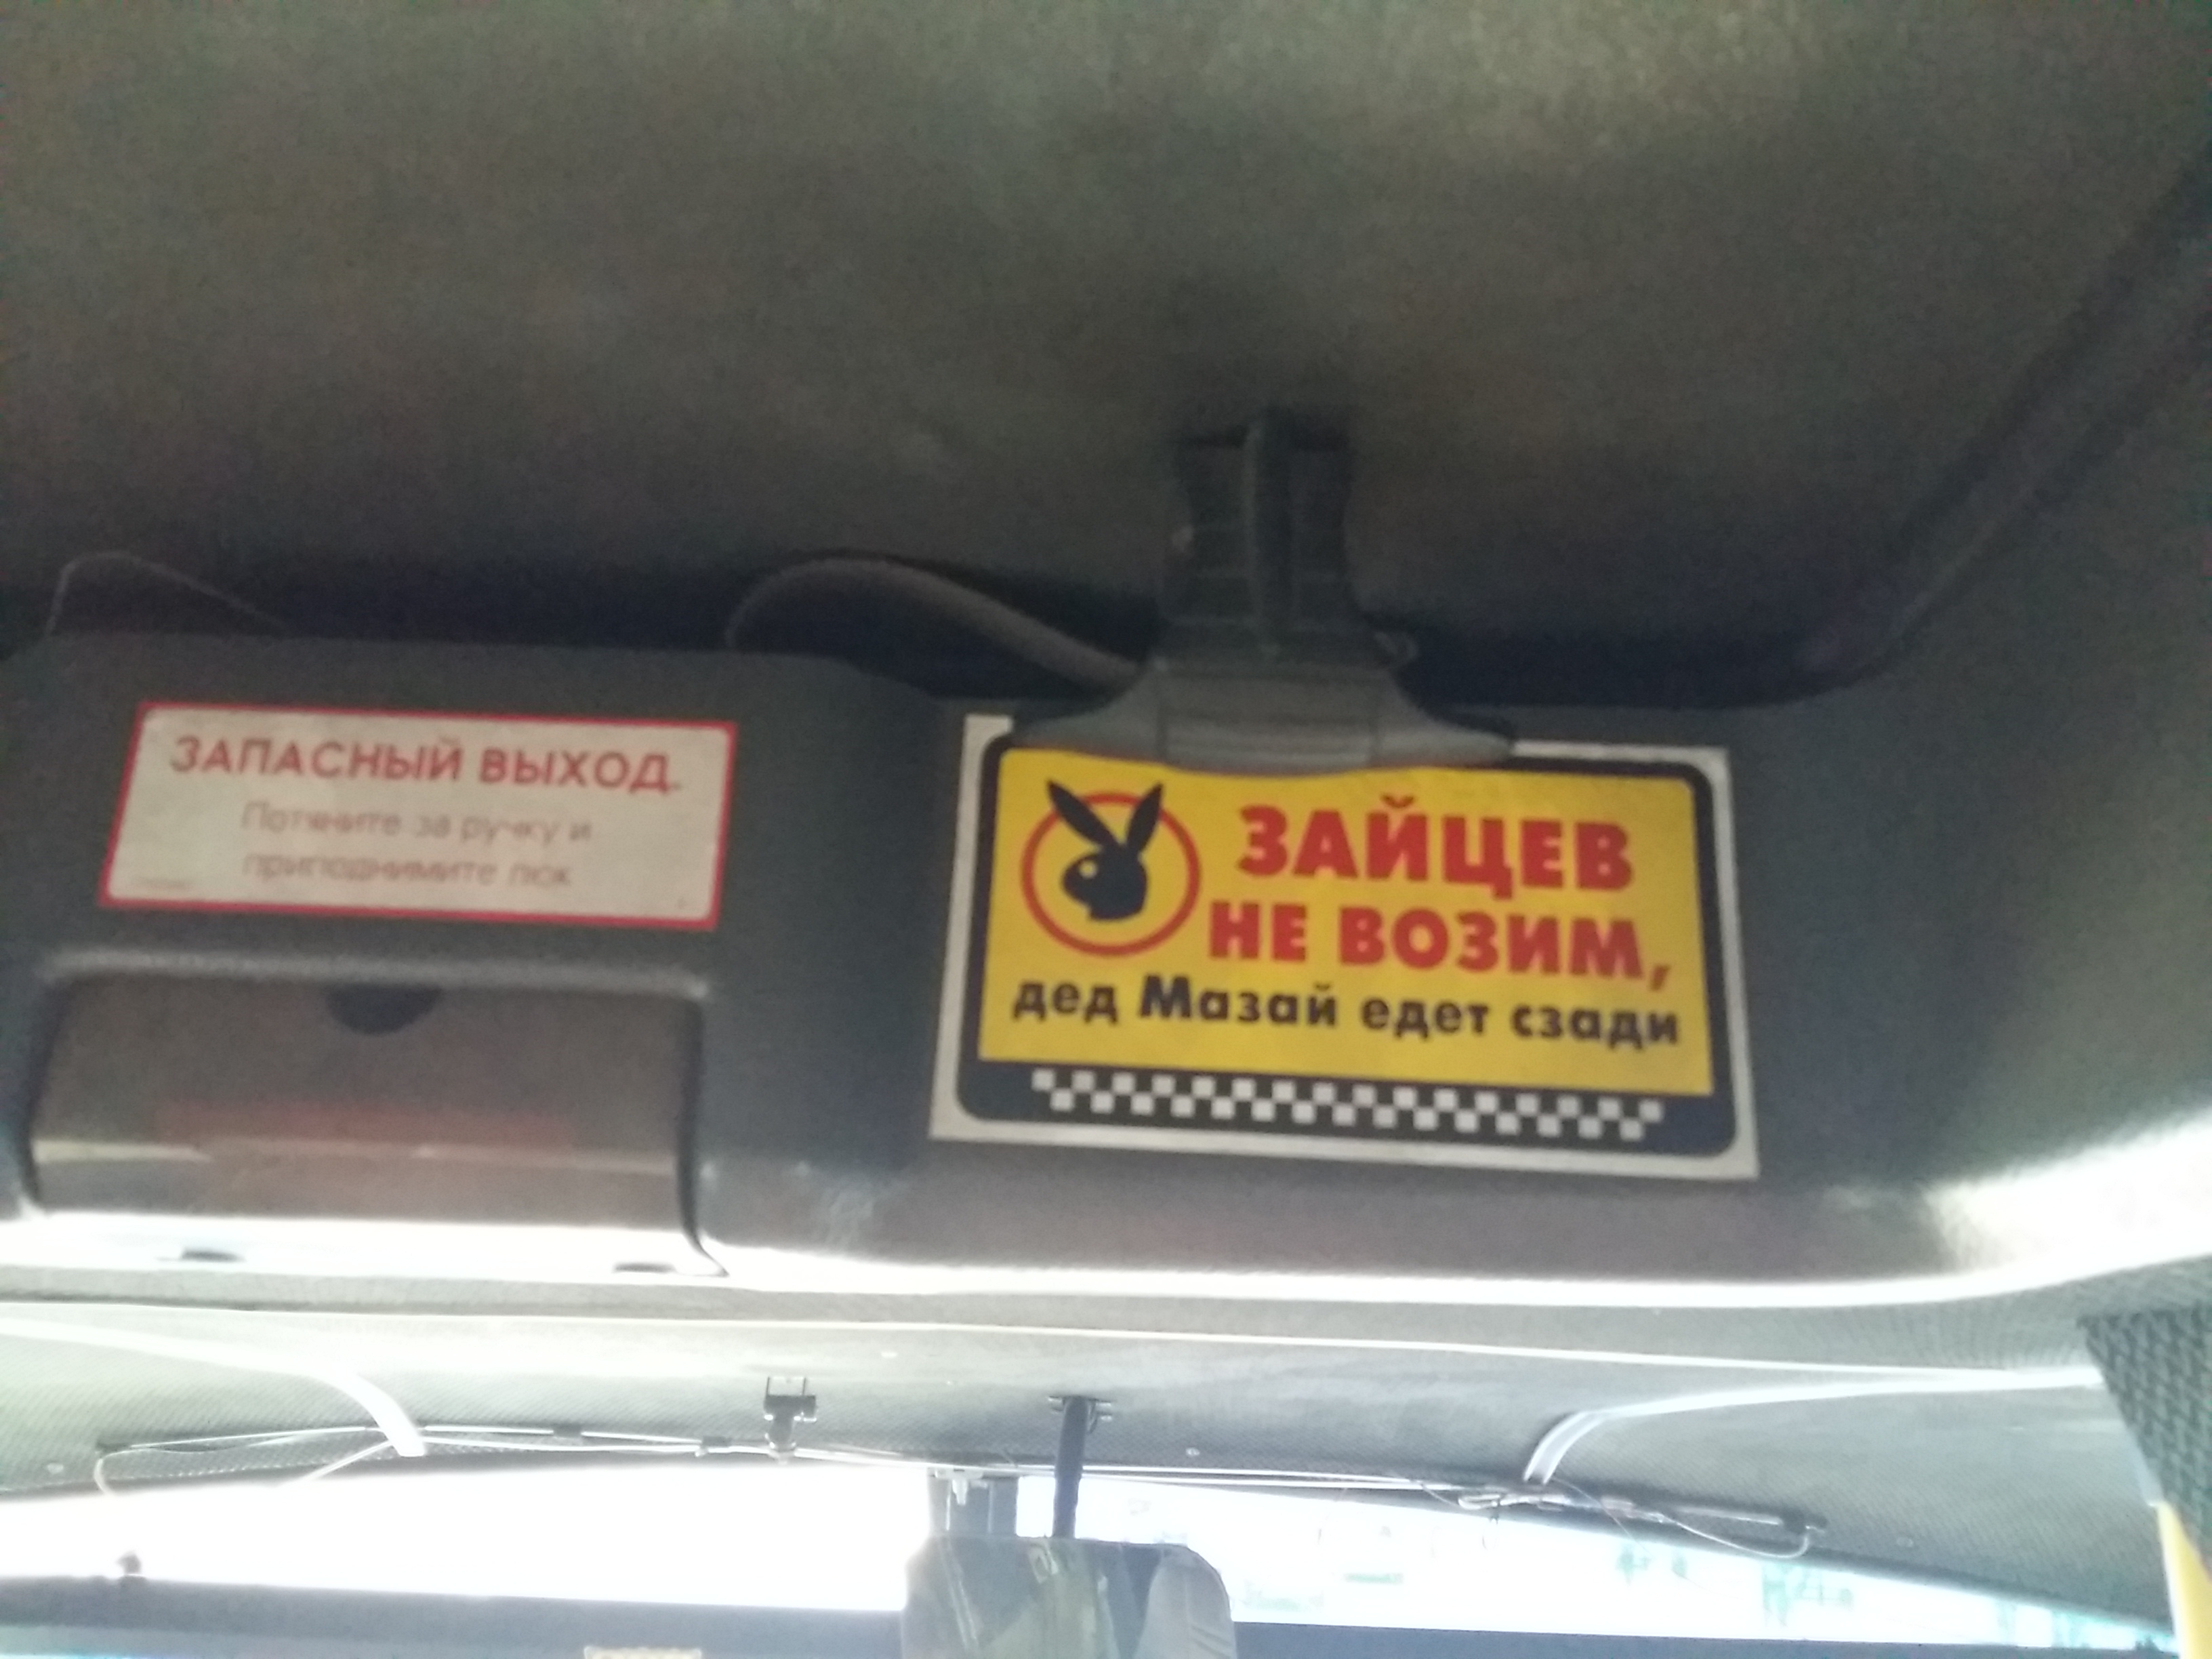 ЗАПАСНЫЙ ВЫХОД.
Потяните за ручку и
приподнимите люк
ЗАЙЦЕВ
НЕ ВОЗИМ,
дед Мазай едет сзади